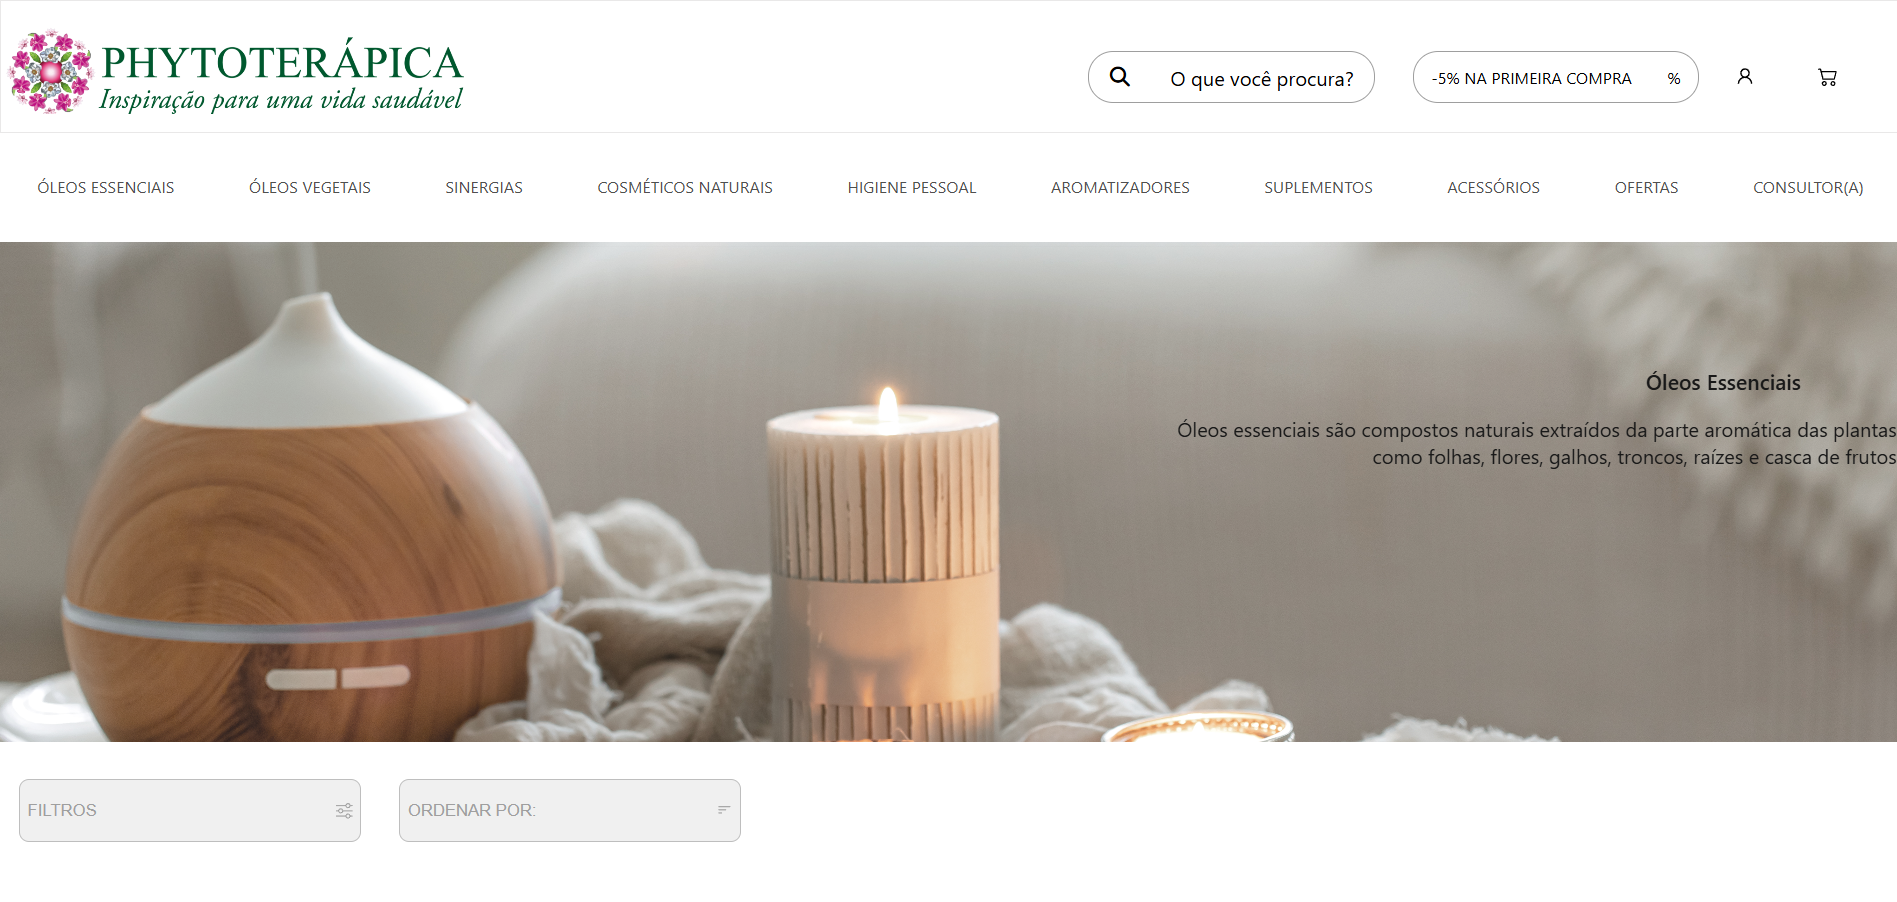 PHYTOTERÁPICA
Inspiração para uma vida saudável
O que você procura?
-5% NA PRIMEIRA COMPRA %
ÓLEOS ESSENCIAIS ÓLEOS VEGETAIS SINERGIAS COSMÉTICOS NATURAIS HIGIENE PESSOAL AROMATIZADORES SUPLEMENTOS ACESSÓRIOS OFERTAS CONSULTOR(A)
Óleos Essenciais
Óleos essenciais são compostos naturais extraídos da parte aromática das plantas
como folhas, flores, galhos, troncos, raízes e casca de frutos
FILTROS
ORDENAR POR: